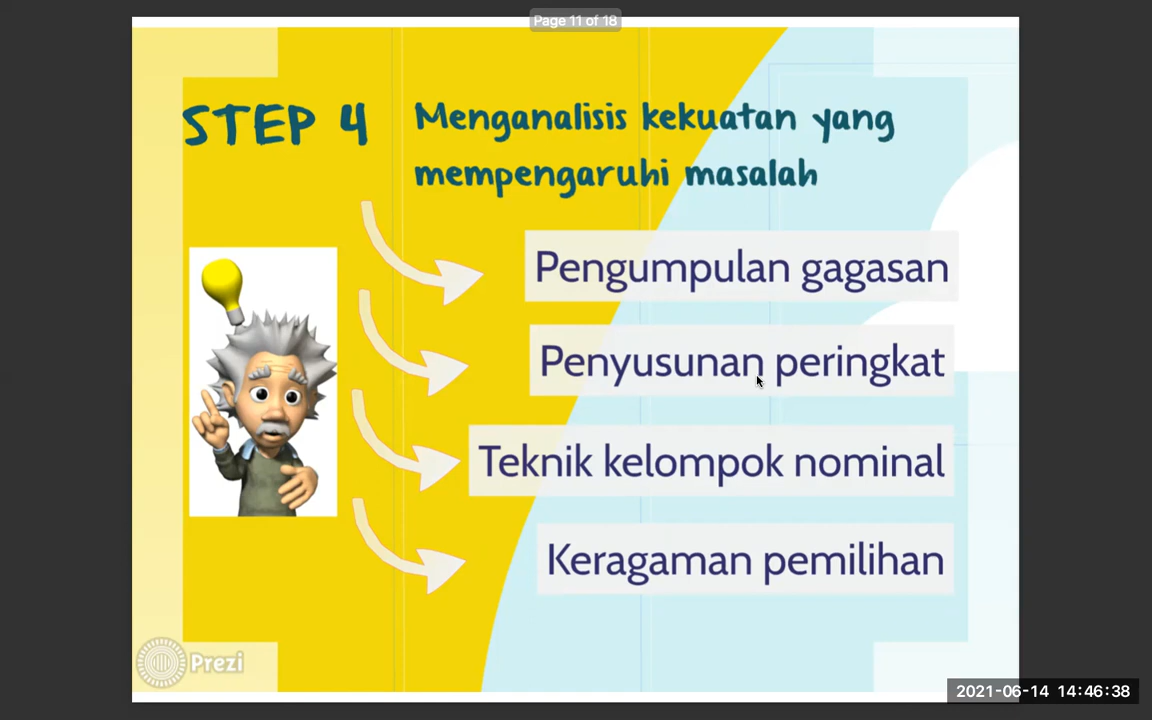 Page 11 of 18
STEP 4
Menganalisis kekuatan yang
mempengaruhi masalah
Pengumpulan gagasan
Penyusunan peringkat
Teknik kelompok nominal
Keragaman pemilihan
Prezi
2021-06-14 14:46:38